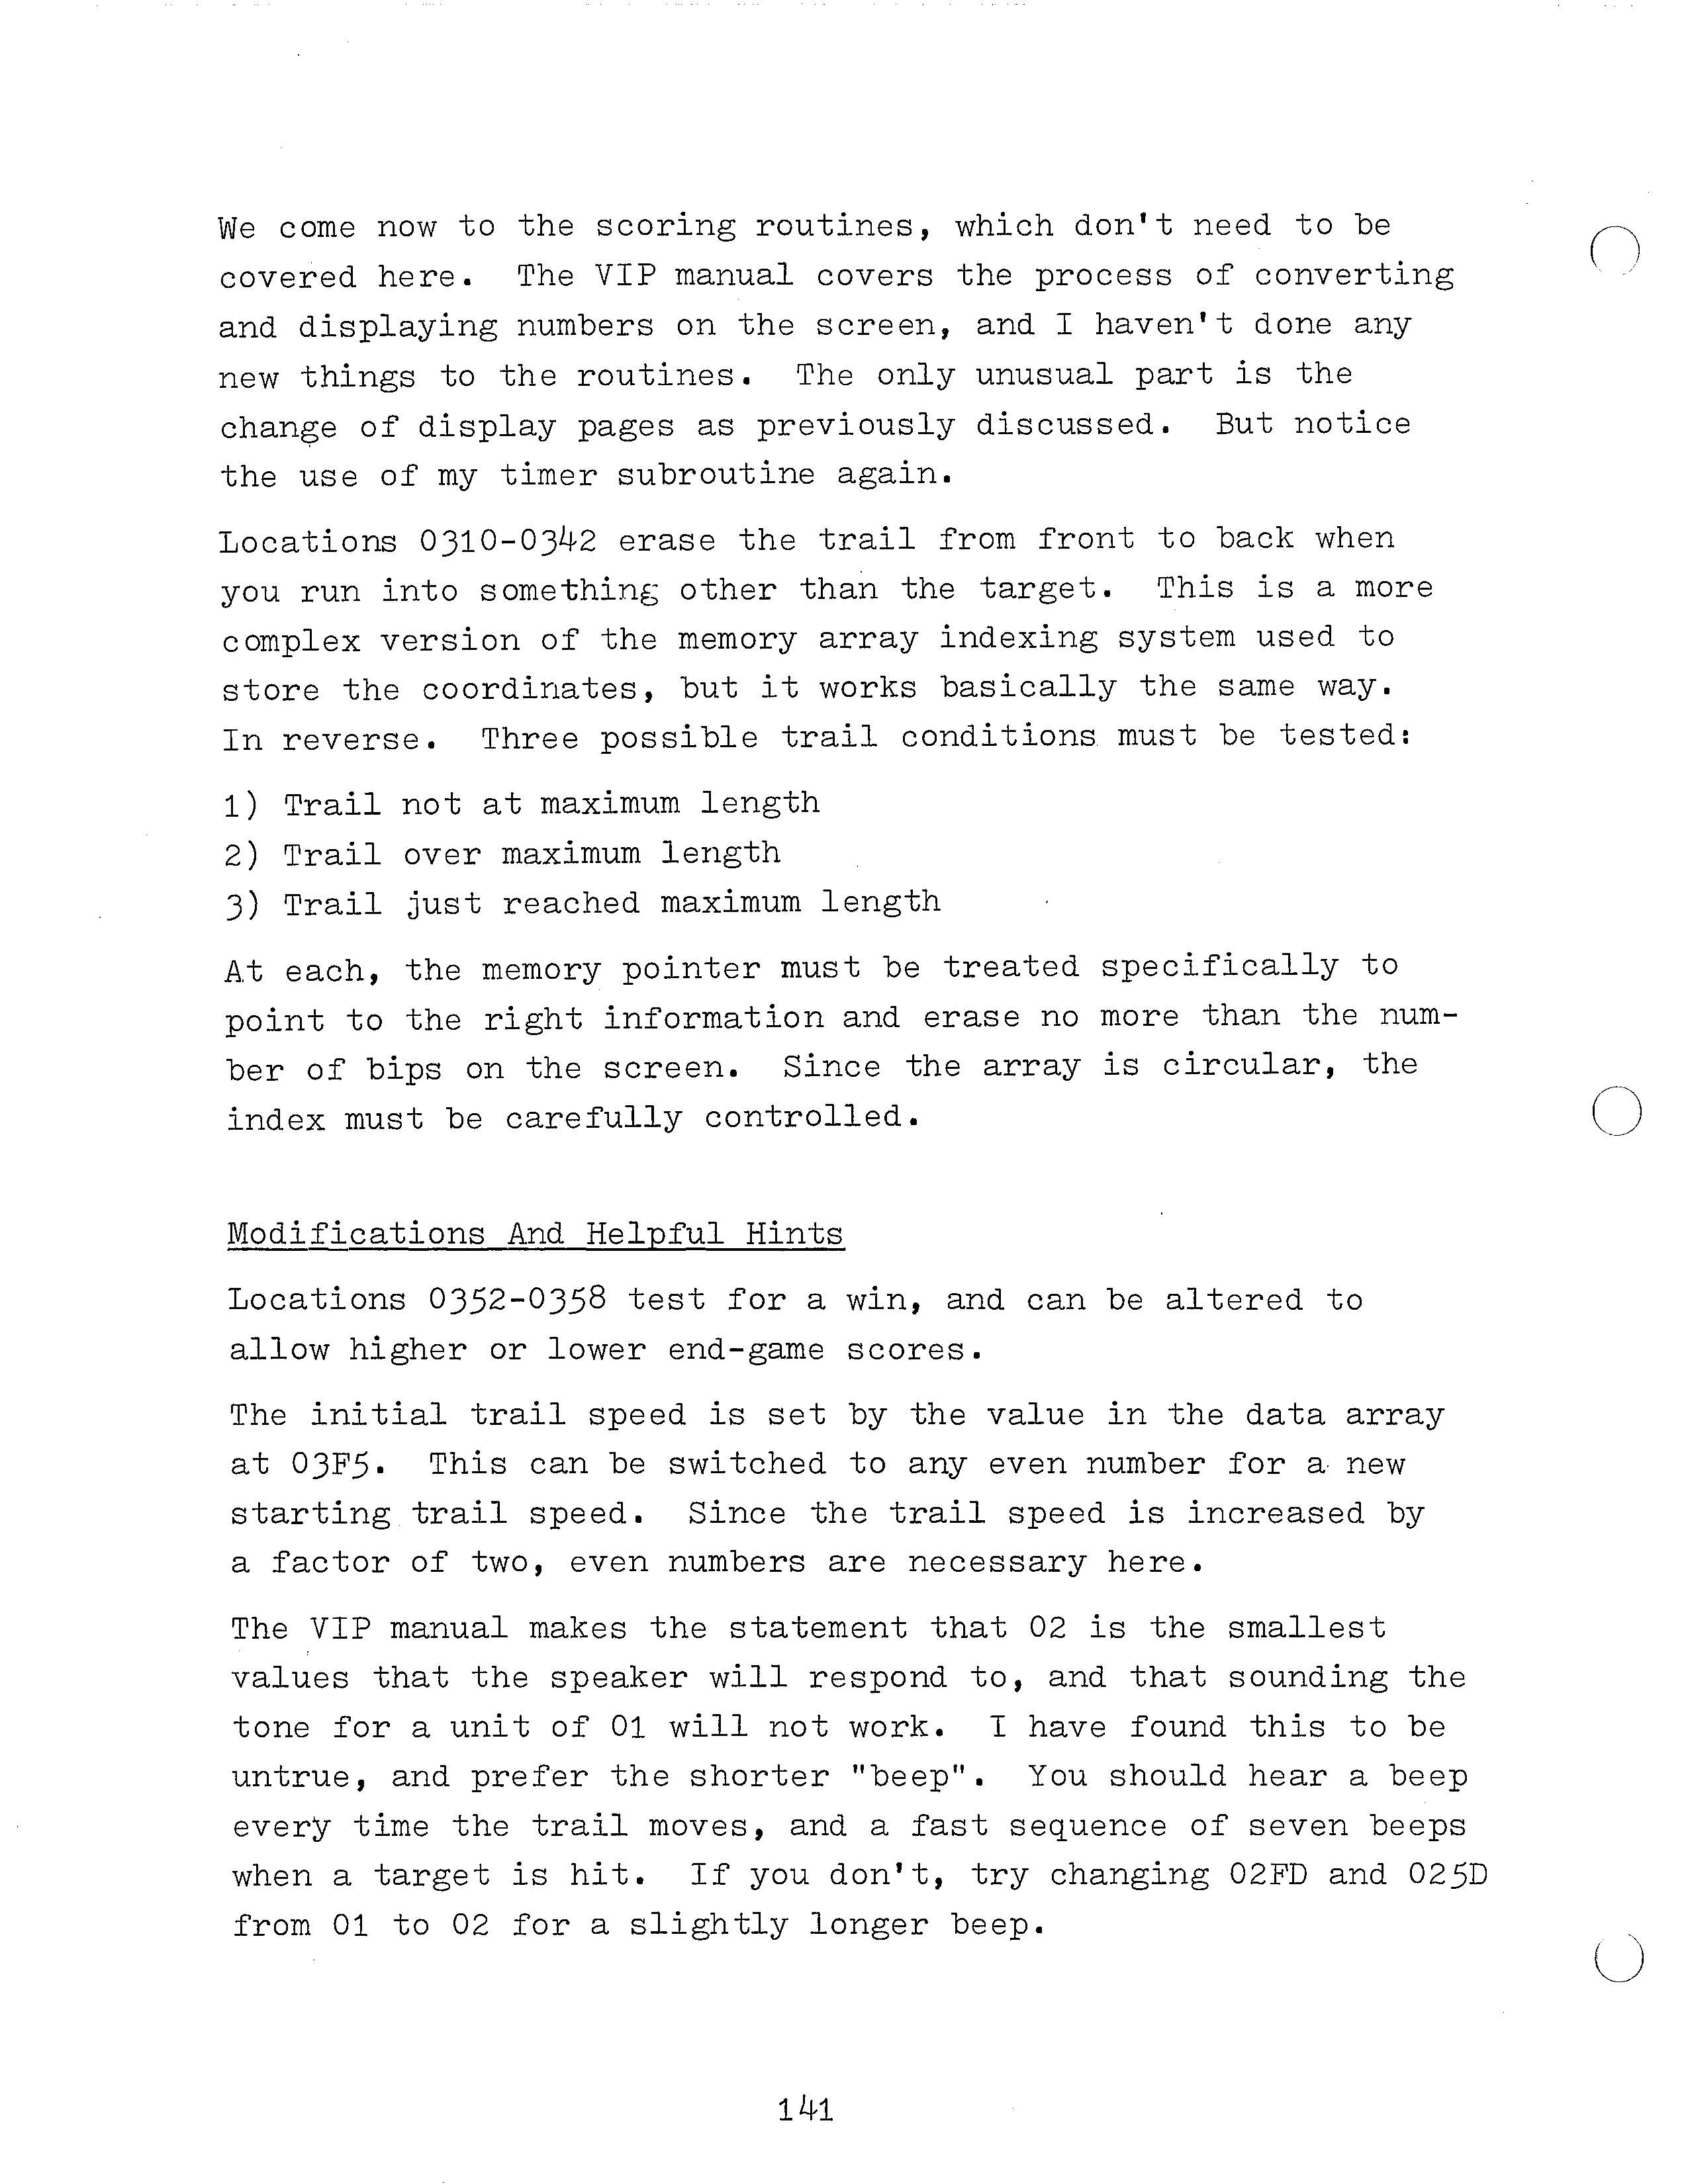 We come now to the scoring routines, which don't need to be
covered here. The VIP manual covers the process of converting
and displaying numbers on the screen, and I haven't done any
new things to the routines. The only unusual part is the
change of display pages as previously discussed. But notice
the use of my timer subroutine again.
Locations 0310-0342 erase the trail from front to back when
you run into something other than the target. This is a more
complex version of the memory array indexing system used to
store the coordinates, but it works basically the same way.
In reverse. Three possible trail conditions must be tested:
1) Trail not at maximum length
2) Trail over maximum length
3) Trail just reached maximum length
At each, the memory pointer must be treated specifically to
point to the right information and erase no more than the num-
ber of bips on the screen. Since the array is circular, the
index must be carefully controlled.
Modifications And Helpful Hints
Locations 0352-0358 test for a win, and can be altered to
allow higher or lower end-game scores.
The initial trail speed is set by the value in the data array
at 03F5. This can be switched to any even number for a new
starting trail speed. Since the trail speed is increased by
a factor of two, even numbers are necessary here.
The VIP manual makes the statement that 02 is the smallest
values that the speaker will respond to, and that sounding the
tone for a unit of 01 will not work. I have found this to be
untrue, and prefer the shorter "beep". You should hear a beep
every time the trail moves, and a fast sequence of seven beeps
when a target is hit. If you don't, try changing 02FD and 025D
from 01 to 02 for a slightly longer beep.
141